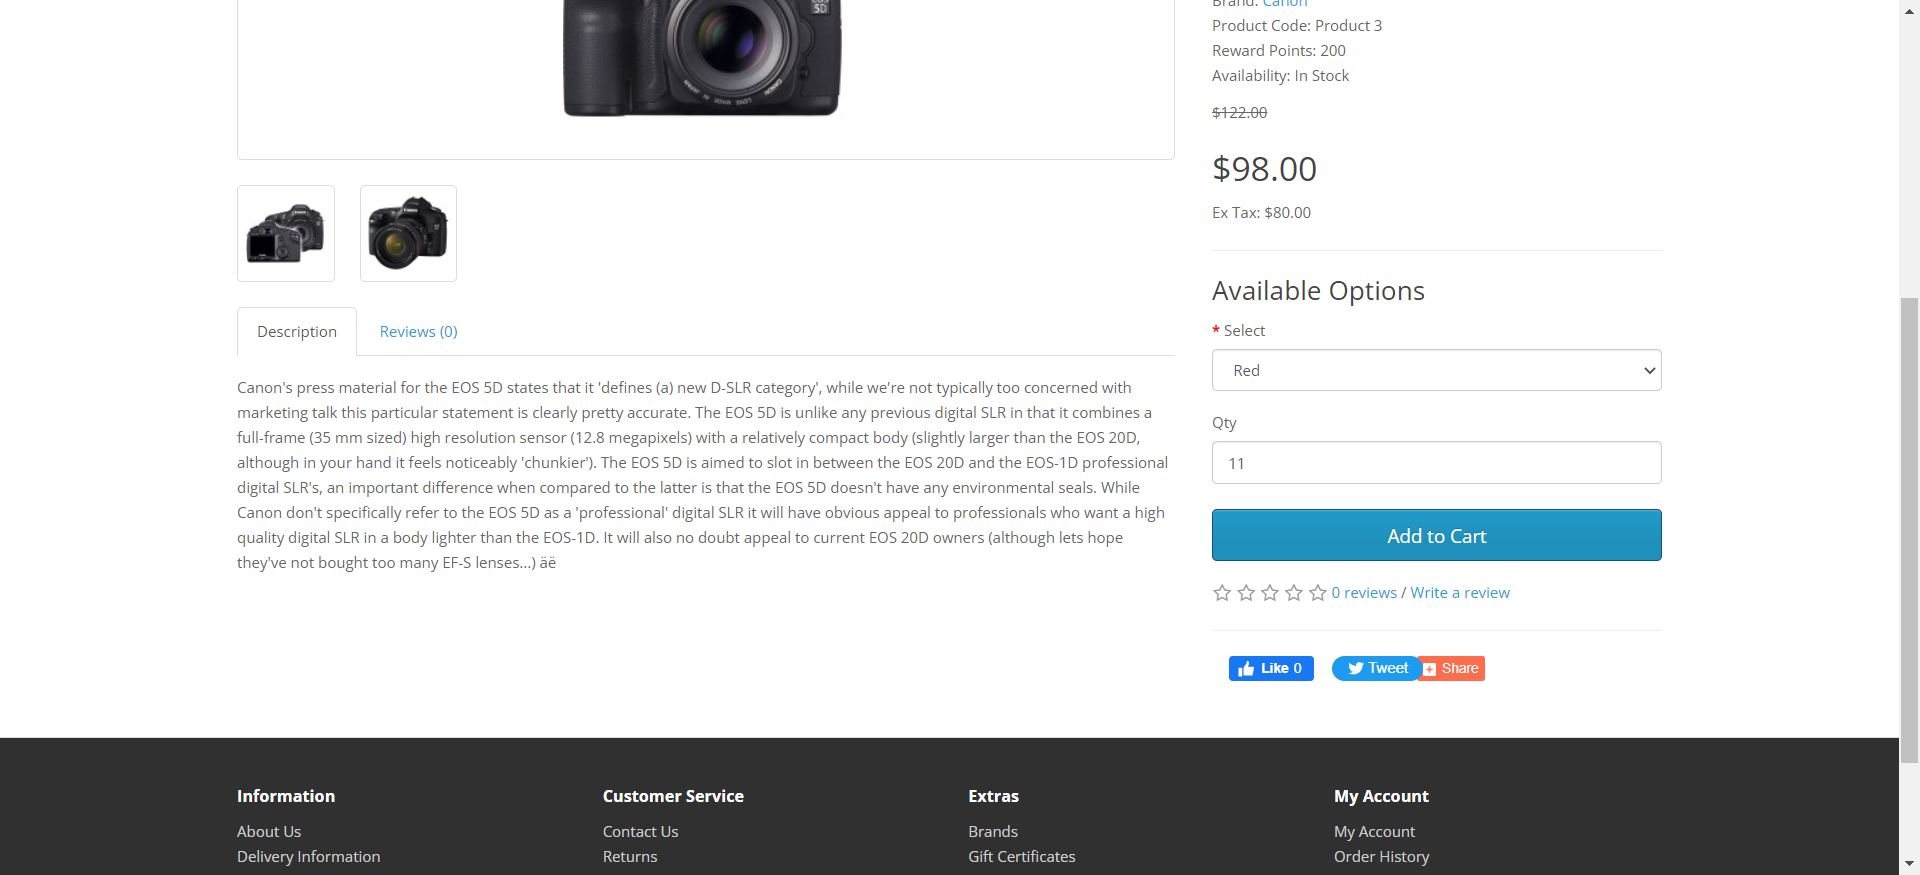 5D
CANON
LENS MADE IN JAPAN
Brand: Canon
Product Code: Product 3
Reward Points: 200
Availability: In Stock
$122.00
$98.00
Ex Tax: $80.00
Available Options
* Select
Red
Qty
11
Add to Cart
0 reviews / Write a review
Like 0
Tweet
Share
Description
Reviews (0)
Canon's press material for the EOS 5D states that it 'defines (a) new D-SLR category', while we're not typically too concerned with
marketing talk this particular statement is clearly pretty accurate. The EOS 5D is unlike any previous digital SLR in that it combines a
full-frame (35 mm sized) high resolution sensor (12.8 megapixels) with a relatively compact body (slightly larger than the EOS 20D,
although in your hand it feels noticeably 'chunkier'). The EOS 5D is aimed to slot in between the EOS 20D and the EOS-1D professional
digital SLR's, an important difference when compared to the latter is that the EOS 5D doesn't have any environmental seals. While
Canon don't specifically refer to the EOS 5D as a 'professional' digital SLR it will have obvious appeal to professionals who want a high
quality digital SLR in a body lighter than the EOS-1D. It will also no doubt appeal to current EOS 20D owners (although lets hope
they've not bought too many EF-S lenses...) äë
Information
About Us
Delivery Information
Customer Service
Contact Us
Returns
Extras
Brands
Gift Certificates
My Account
My Account
Order History